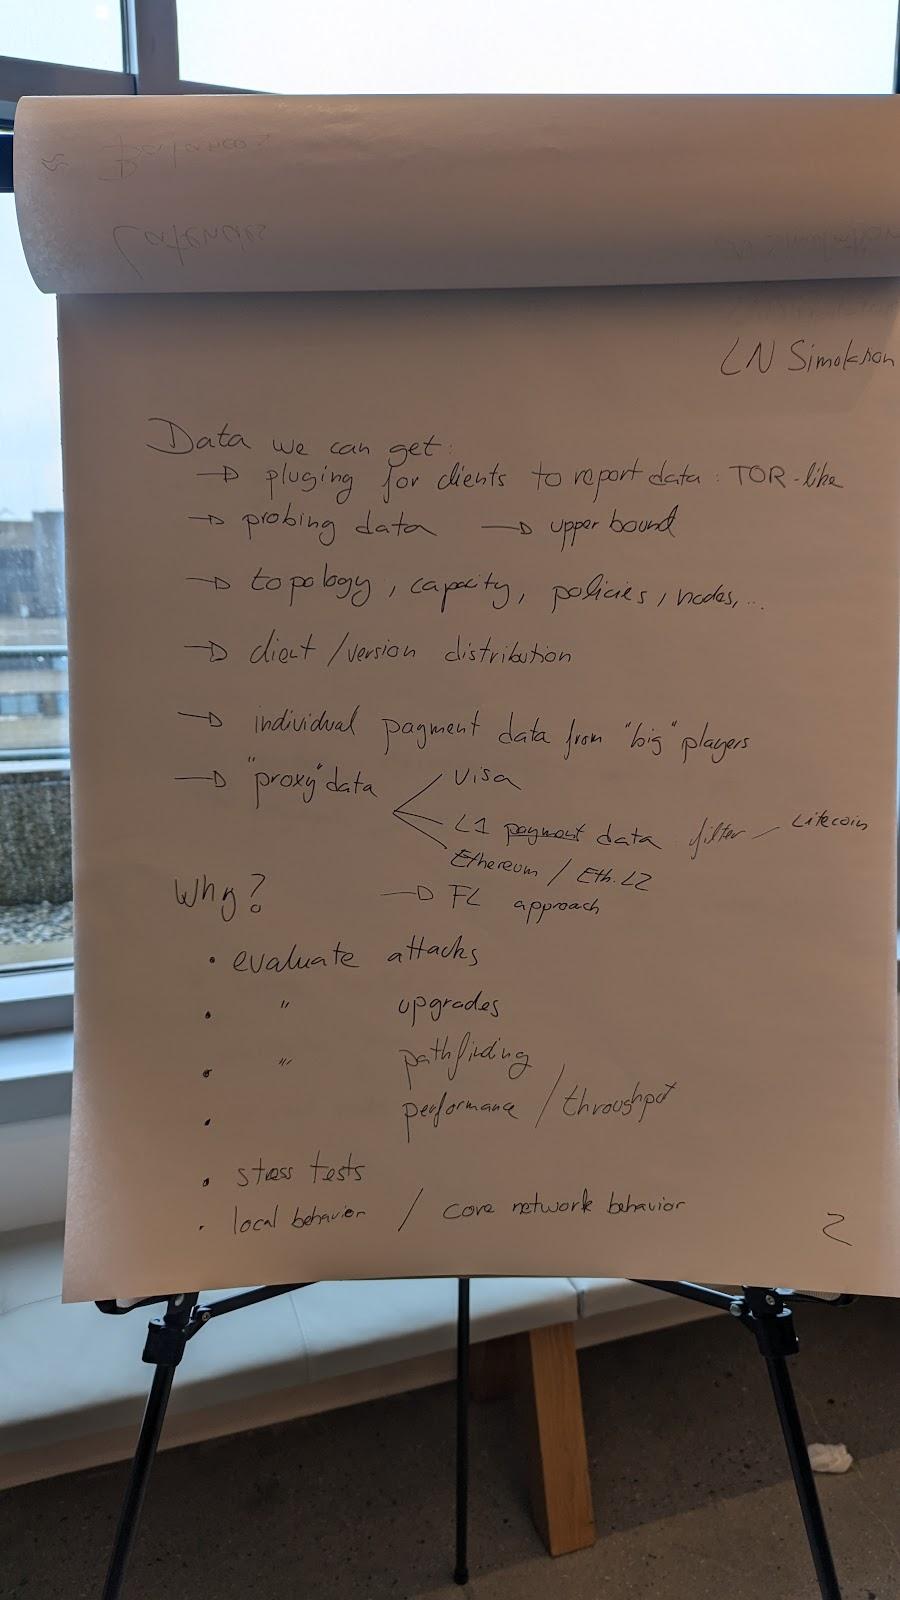 LN Simulation
Data we can get:
→ pluging for clients to report data : TOR-like
→ probing data → upper bound
→ topology, capacity, policies, nodes, ...
→ client / version distribution
→ individual payment data from "big" players
→ "proxy" data
Visa
L1 payment data filter – Litecoin
Ethereum / Eth. L2
→ FL approach
Why?
• evaluate attacks
• " upgrades
• " pathfinding
• performance / throughput
• stress tests
• local behavior / core network behavior
2